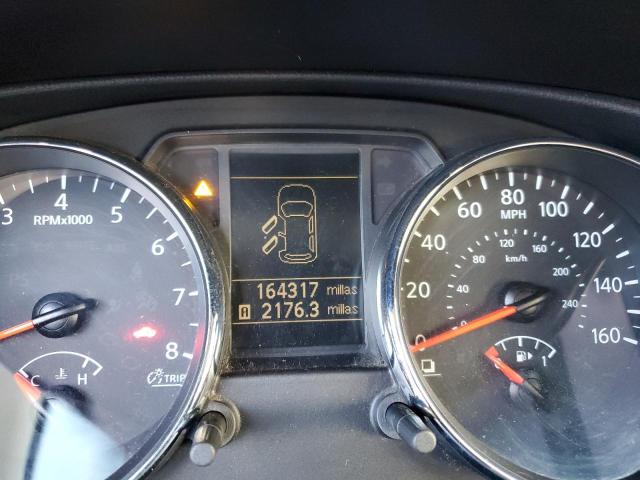 3 4 5 6 7 8
RPMx1000
C H
TRIP
164317 millas
A 2176.3 millas
0 20 40 60 80 100 120 140 160
MPH
40 80 120 160 200 240
km/h
1